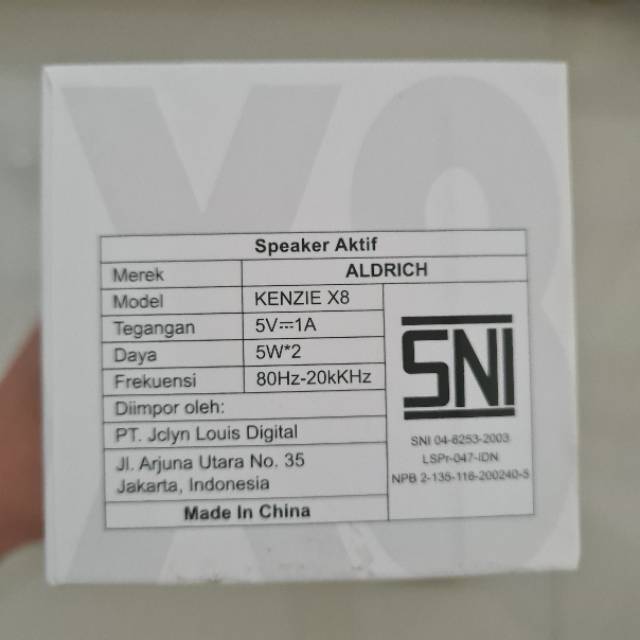 X8
Speaker Aktif
Merek ALDRICH
Model KENZIE X8
Tegangan 5V⎓1A
Daya 5W*2
Frekuensi 80Hz-20kKHz
Diimpor oleh:
PT. Jclyn Louis Digital
Jl. Arjuna Utara No. 35
Jakarta, Indonesia
Made In China
SNI
SNI 04-6253-2003
LSPr-047-IDN
NPB 2-135-116-200240-5